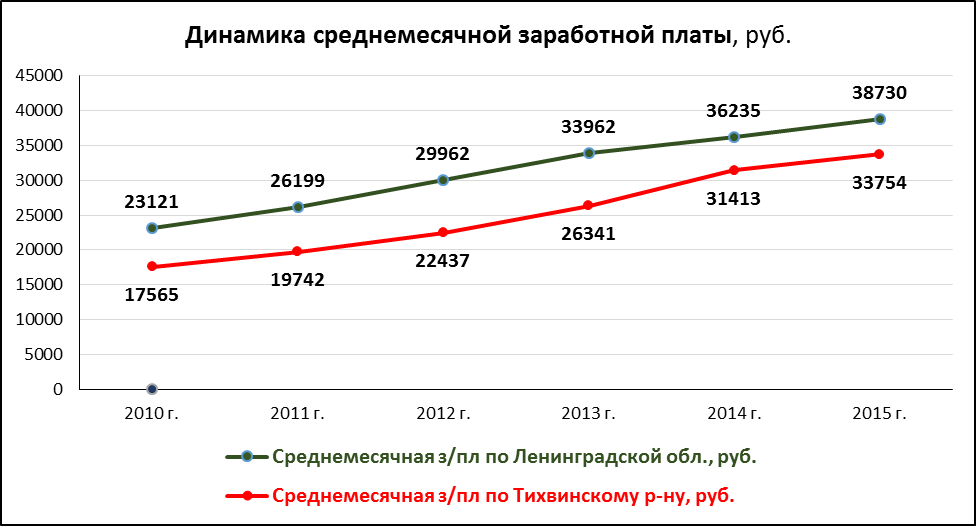 Динамика среднемесячной заработной платы, руб.
45000
40000
35000
30000
25000
20000
15000
10000
5000
0
23121
26199
29962
33962
36235
38730
17565
19742
22437
26341
31413
33754
2010 г.
2011 г.
2012 г.
2013 г.
2014 г.
2015 г.
Среднемесячная з/пл по Ленинградской обл., руб.
Среднемесячная з/пл по Тихвинскому р-ну, руб.